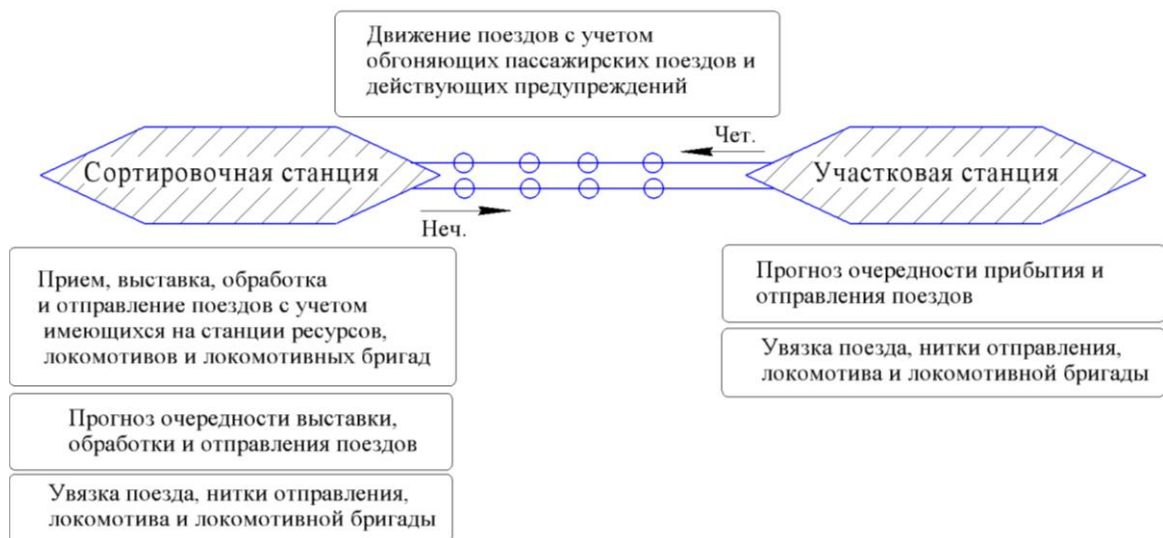 Движение поездов с учетом
обгоняющих пассажирских поездов и
действующих предупреждений
Чет.
Сортировочная станция
Участковая станция
Неч.
Прием, выставка, обработка
и отправление поездов с учетом
имеющихся на станции ресурсов,
локомотивов и локомотивных бригад
Прогноз очередности выставки,
обработки и отправления поездов
Увязка поезда, нитки отправления,
локомотива и локомотивной бригады
Прогноз очередности прибытия и
отправления поездов
Увязка поезда, нитки отправления,
локомотива и локомотивной бригады